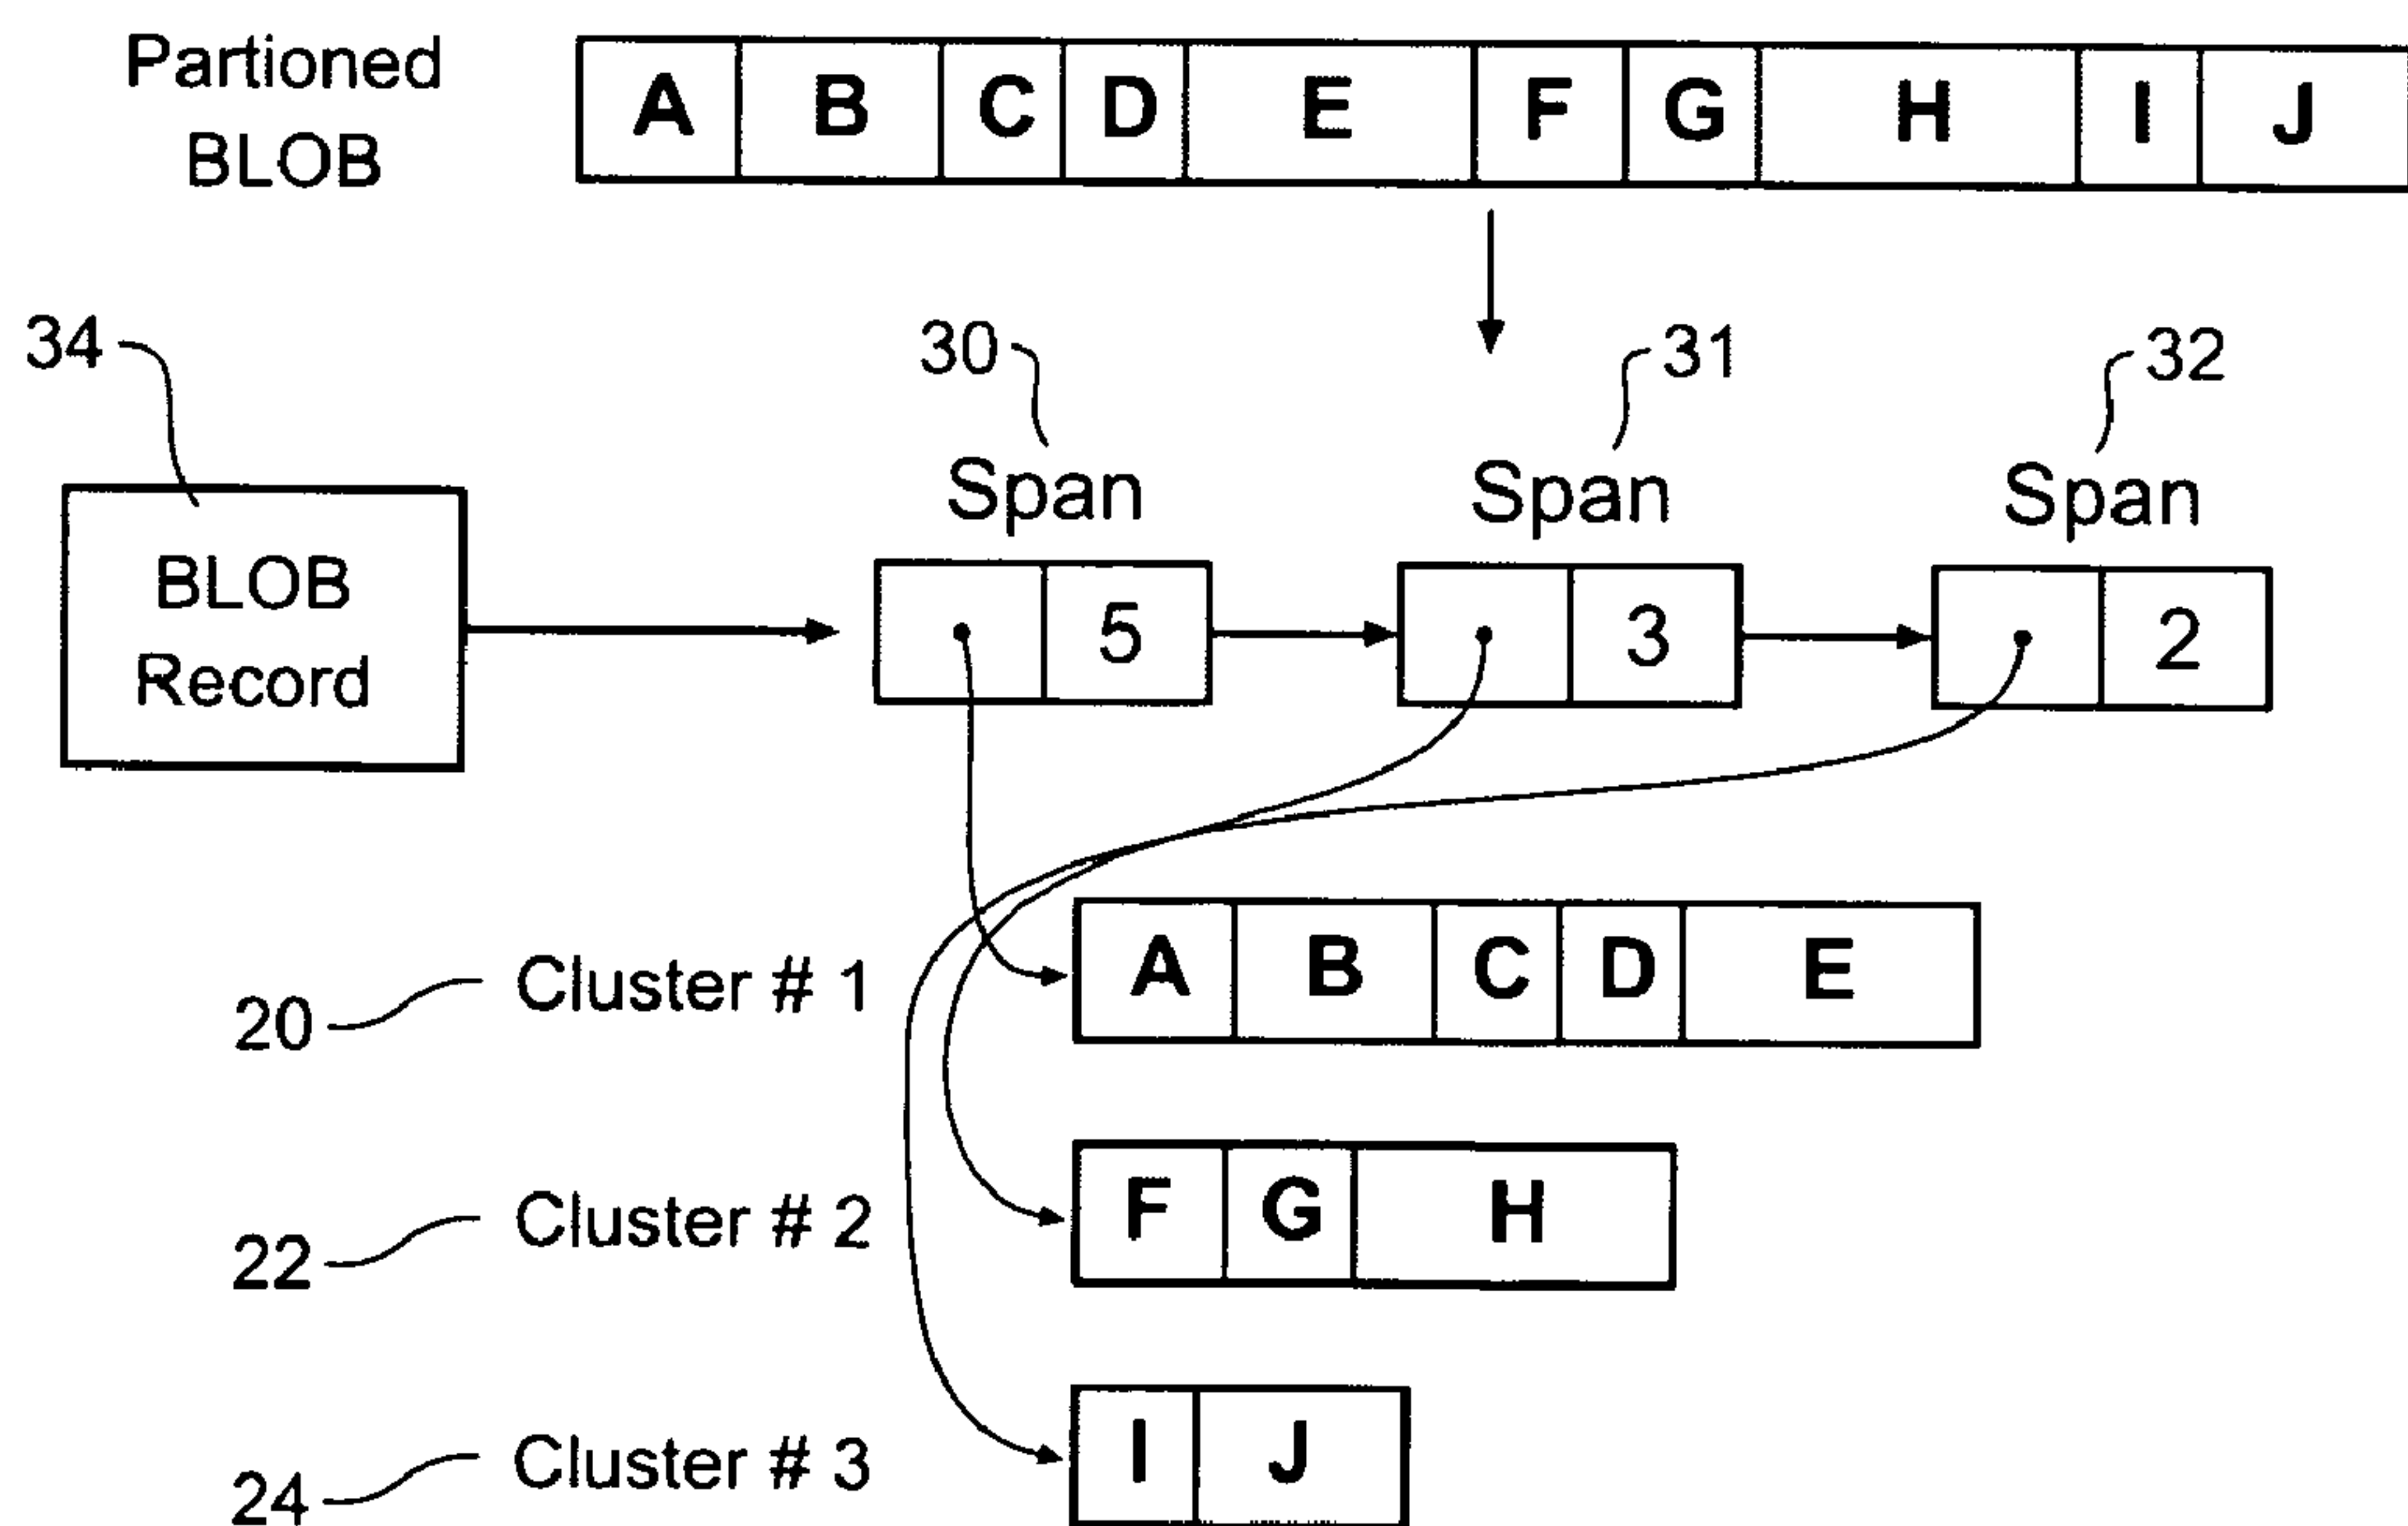 Partioned
BLOB
A B C D E F G H I J
34 30 31 32
Span Span Span
BLOB
Record
5 3 2
Cluster # 1
20
A B C D E
Cluster # 2
22
F G H
Cluster # 3
24
I J